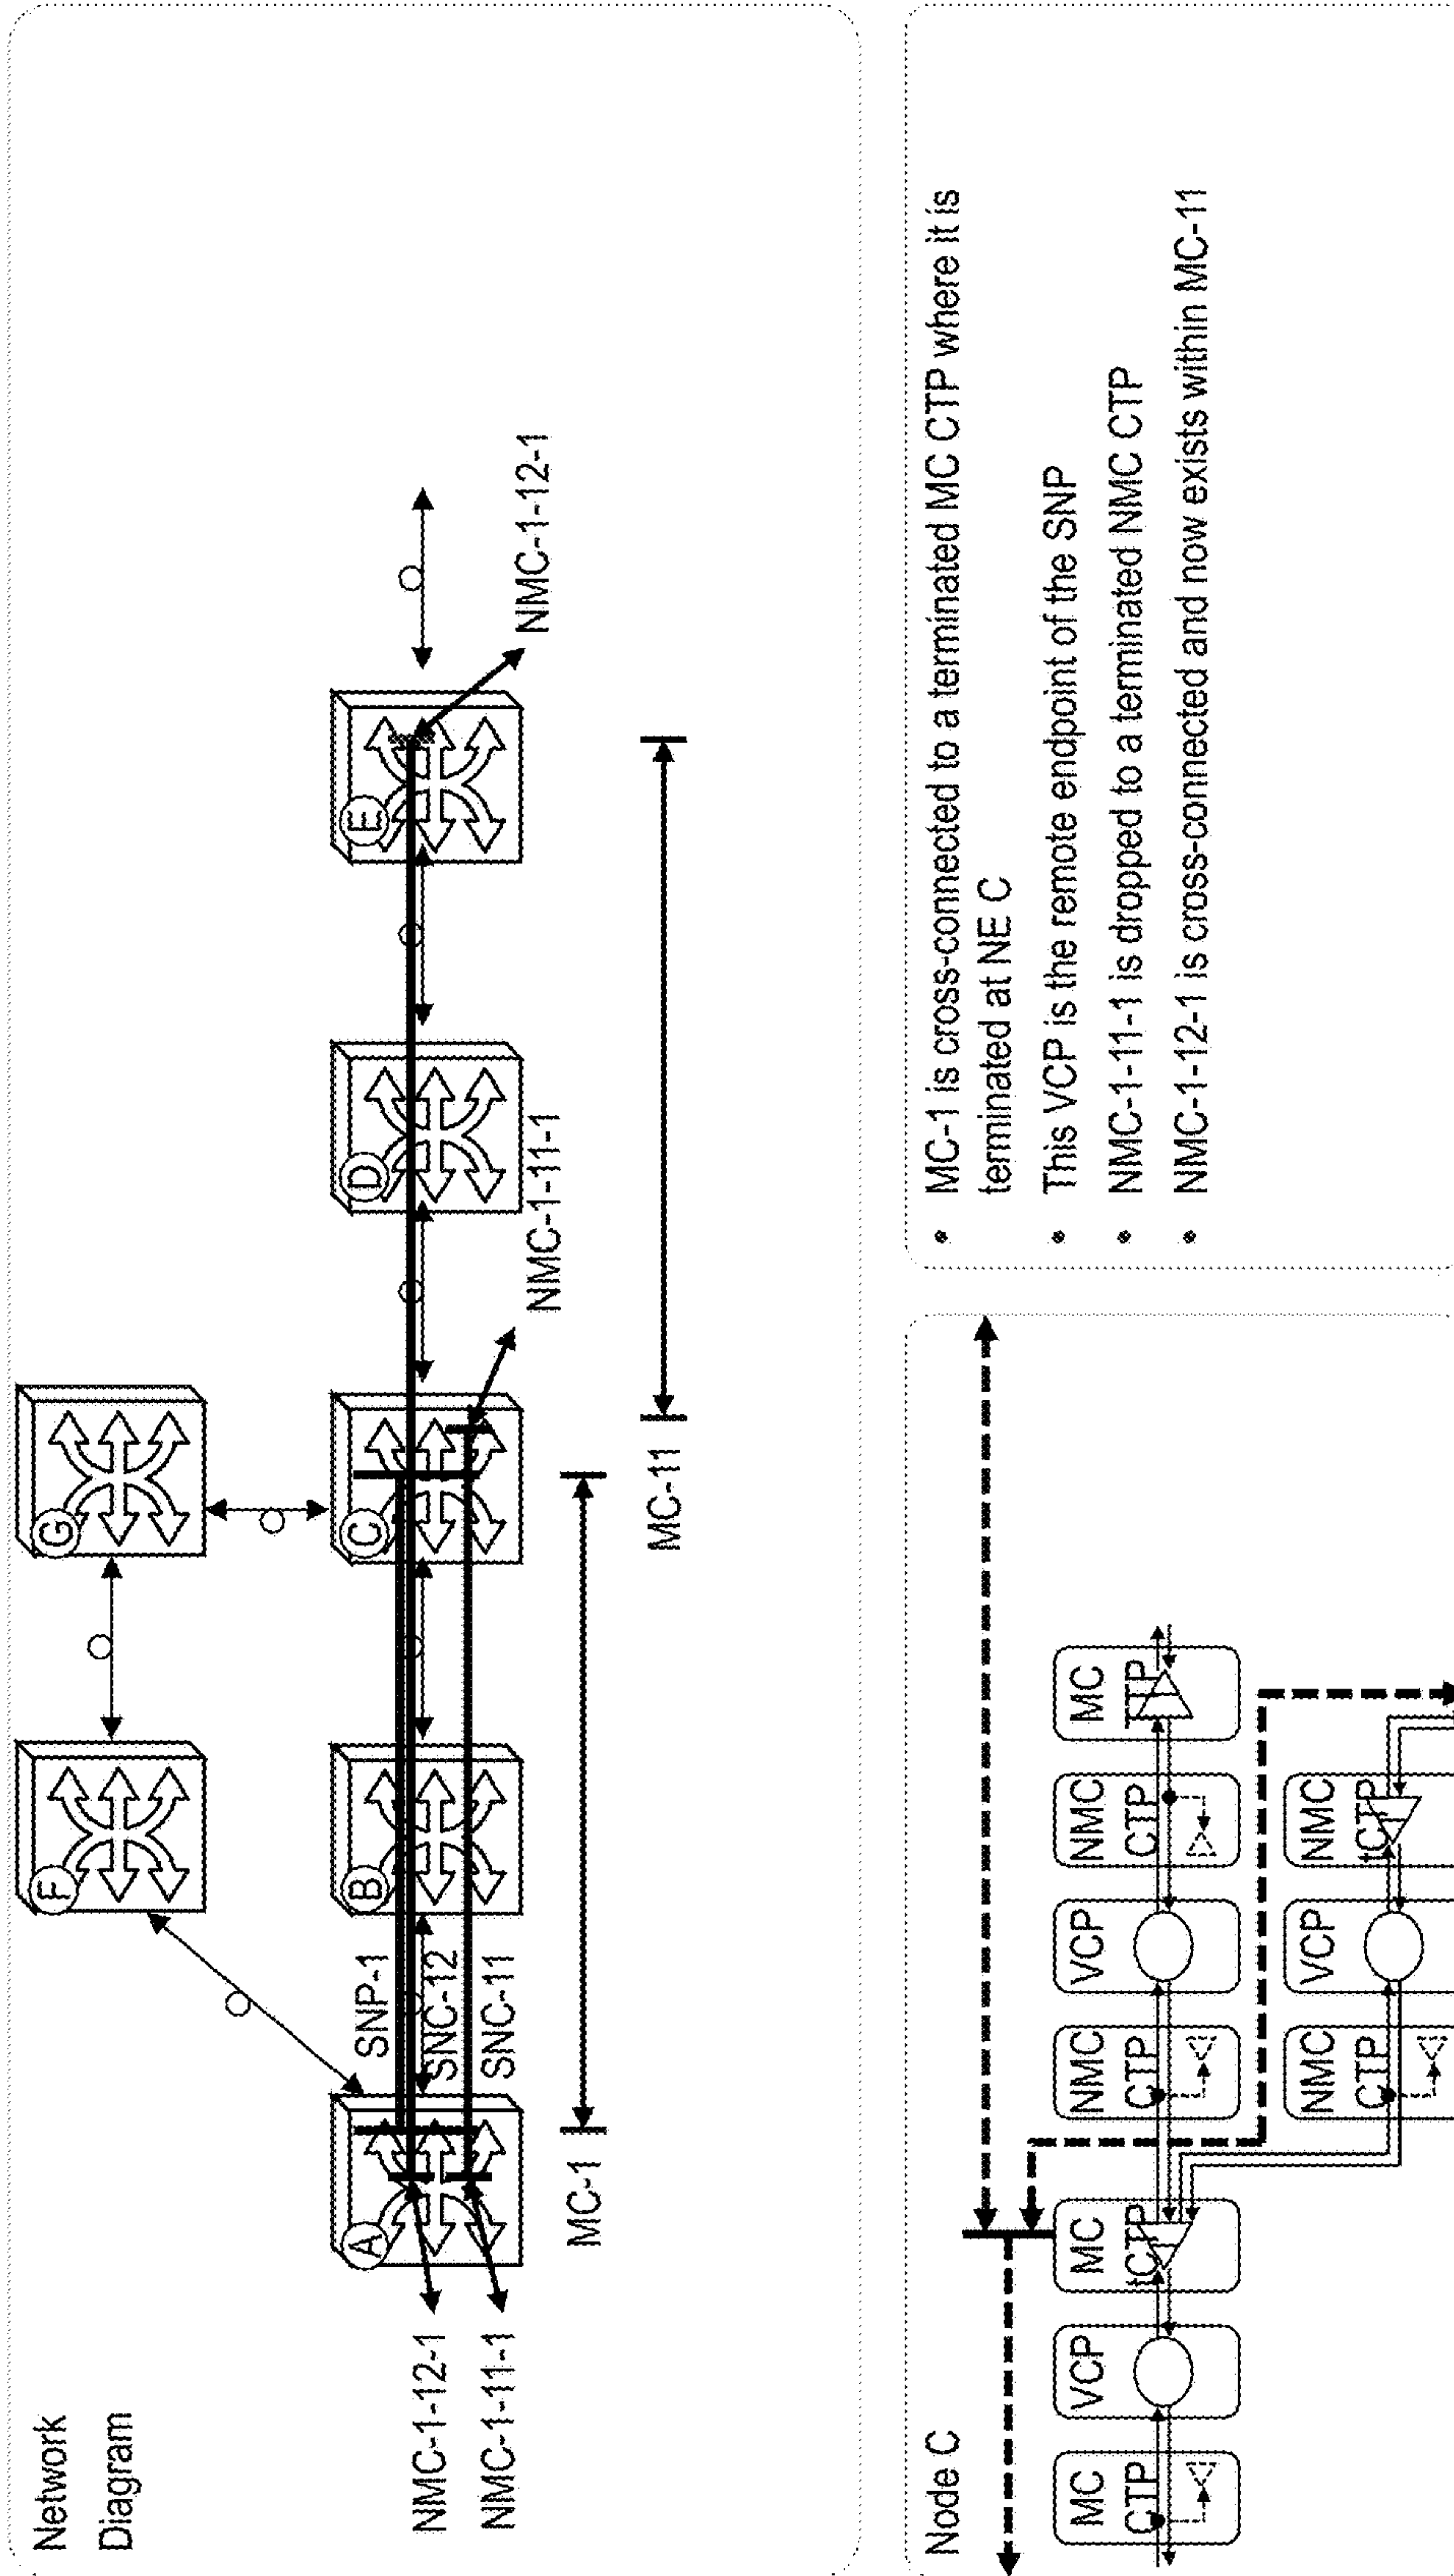 Network
Diagram
F
G
A
B
C
D
E
SNP-1
SNC-12
SNC-11
NMC-1-12-1
NMC-1-11-1
NMC-1-11-1
NMC-1-12-1
MC-1
MC-11
Node C
MC
CTP
VCP
MC
tCTP
NMC
CTP
VCP
NMC
CTP
MC
TTP
NMC
CTP
VCP
NMC
tCTP
• MC-1 is cross-connected to a terminated MC CTP where it is
terminated at NE C
• This VCP is the remote endpoint of the SNP
• NMC-1-11-1 is dropped to a terminated NMC CTP
• NMC-1-12-1 is cross-connected and now exists within MC-11